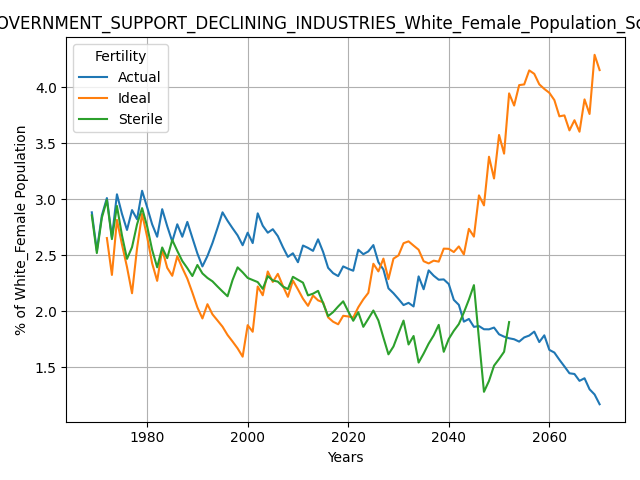 OVERNMENT_SUPPORT_DECLINING_INDUSTRIES_White_Female_Population_Sc
Fertility
Actual
Ideal
Sterile
% of White_Female Population
4.0
3.5
3.0
2.5
2.0
1.5
1980
2000
2020
2040
2060
Years